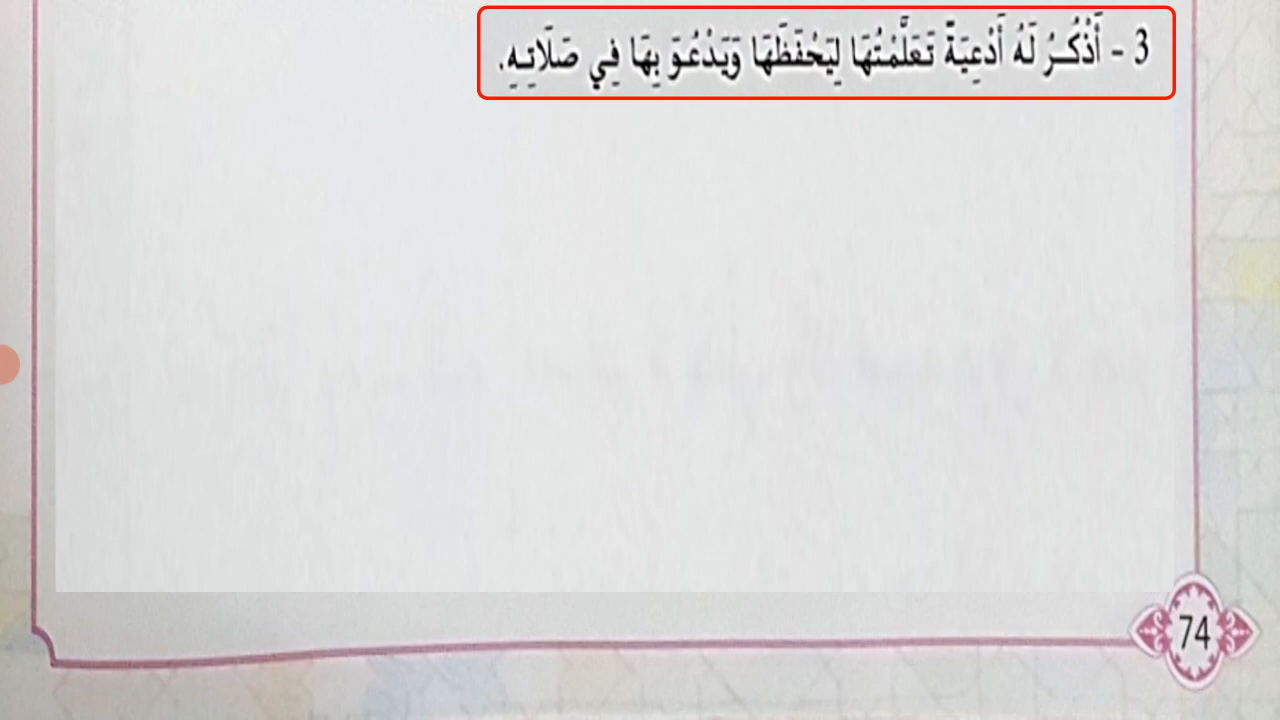 3 - أَذْكُرُ لَهُ أَدْعِيَةً تَعَلَّمْتُهَا لِيَحْفَظَهَا وَيَدْعُوَ بِهَا فِي صَلَاتِهِ.
74